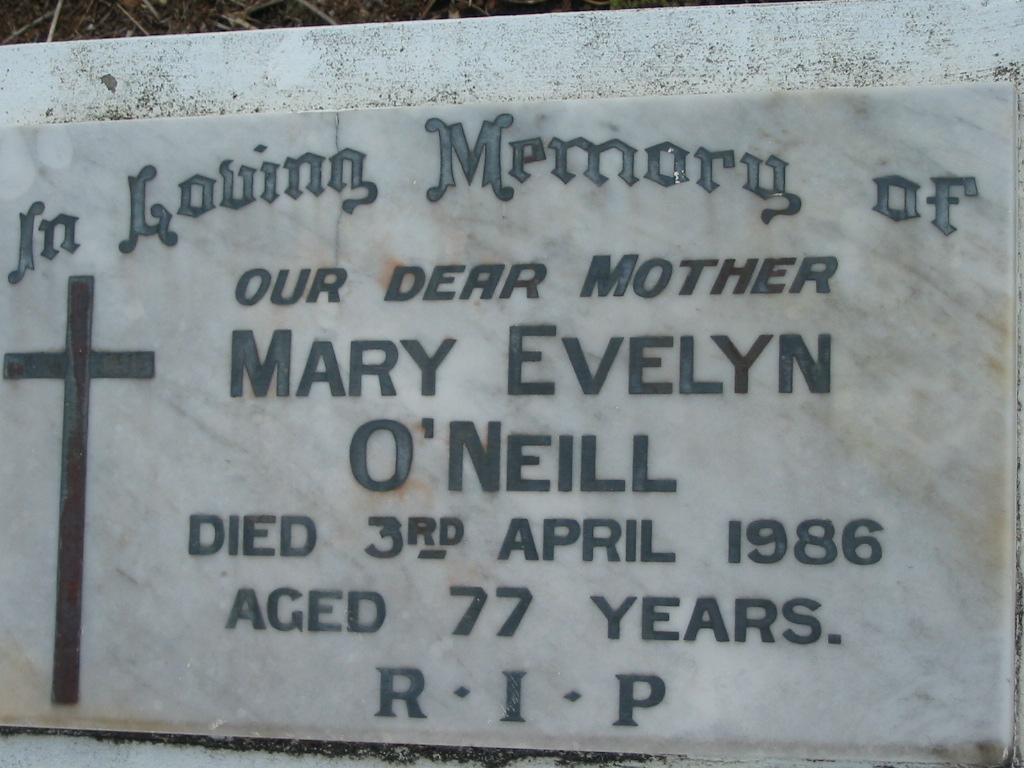 In Loving Memory of
OUR DEAR MOTHER
MARY EVELYN
O'NEILL
DIED 3RD APRIL 1986
AGED 77 YEARS.
R · I · P